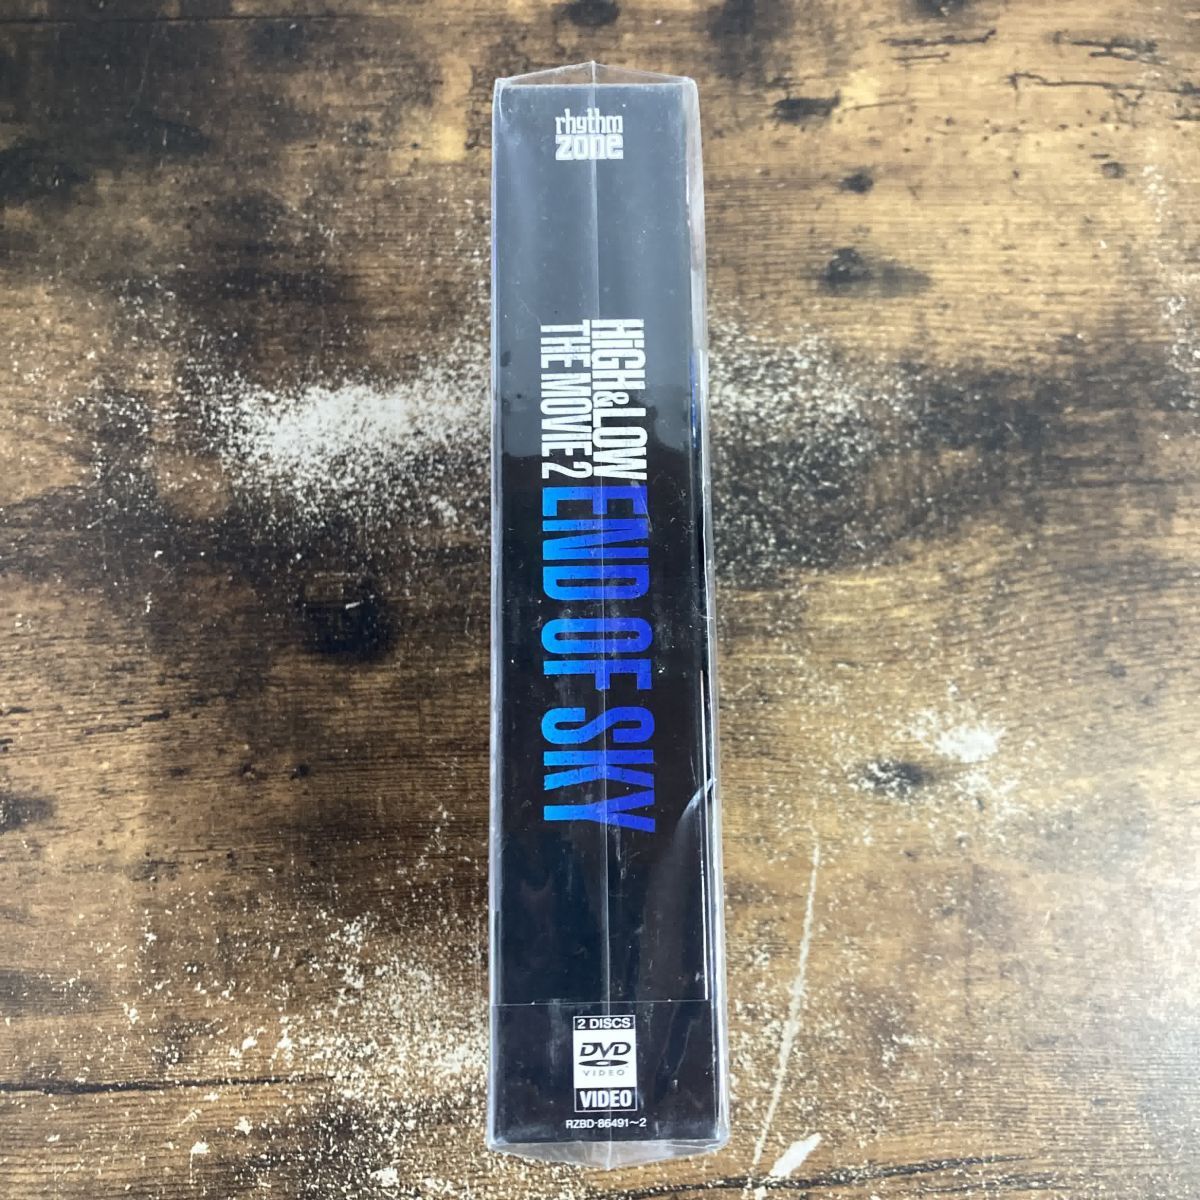 rhythm
zone
HiGH&LOW
THE MOVIE 2
END OF SKY
2 DISCS
DVD
VIDEO
VIDEO
RZBD-86491~2